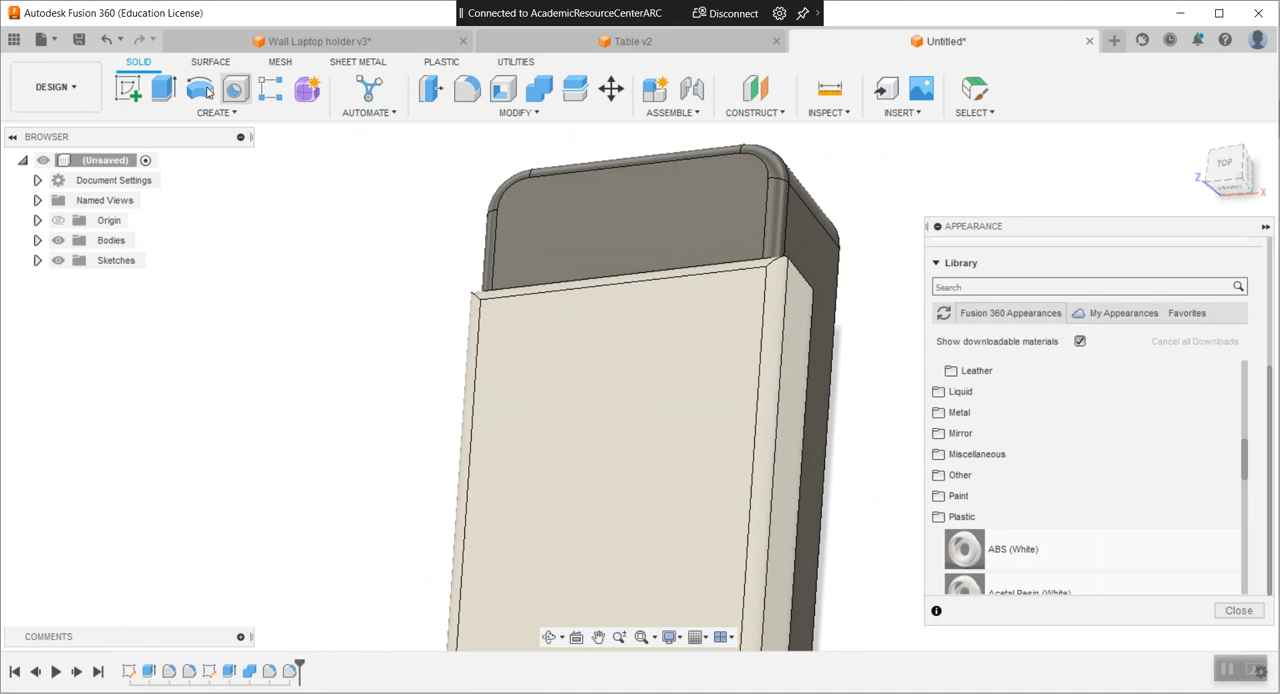 Autodesk Fusion 360 (Education License)
Connected to AcademicResourceCenterARC
Disconnect
Wall Laptop holder v3*
Table v2
Untitled*
SOLID
SURFACE
MESH
SHEET METAL
PLASTIC
UTILITIES
DESIGN
CREATE
AUTOMATE
MODIFY
ASSEMBLE
CONSTRUCT
INSPECT
INSERT
SELECT
BROWSER
(Unsaved)
Document Settings
Named Views
Origin
Bodies
Sketches
TOP
Z
X
APPEARANCE
Library
Search
Fusion 360 Appearances
My Appearances
Favorites
Show downloadable materials
Cancel all Downloads
Leather
Liquid
Metal
Mirror
Miscellaneous
Other
Paint
Plastic
ABS (White)
Acetal Resin (White)
Close
COMMENTS